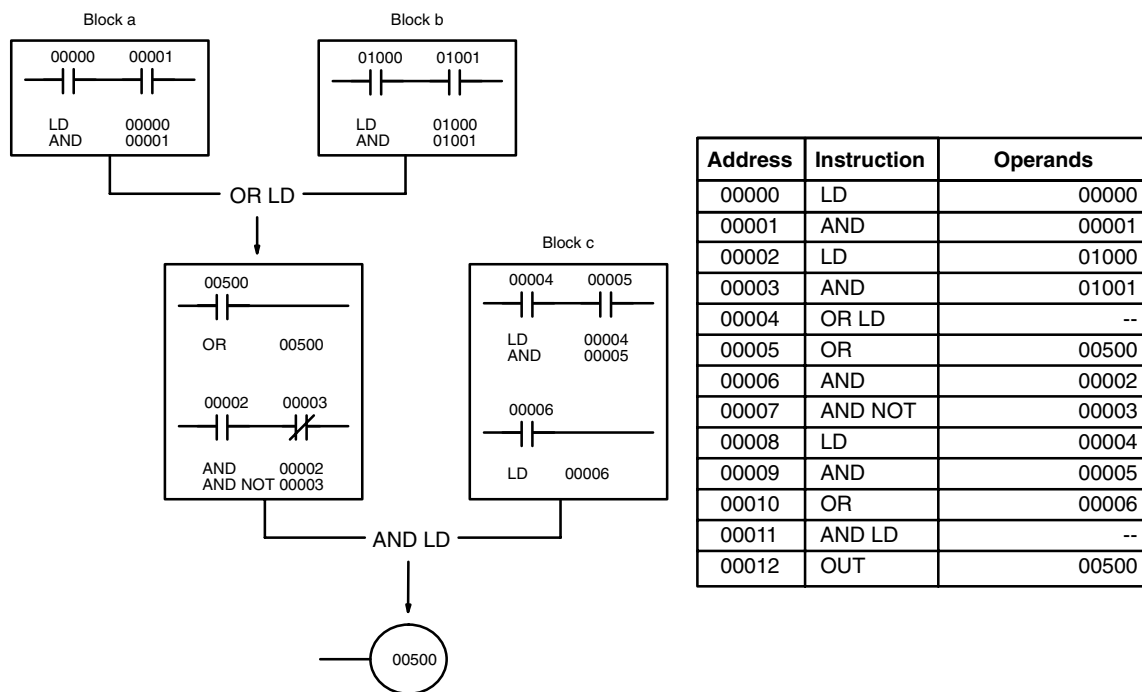 Block a
Block b
00000 00001
LD 00000
AND 00001
01000 01001
LD 01000
AND 01001
OR LD
00500
OR 00500
00002 00003
AND 00002
AND NOT 00003
Block c
00004 00005
LD 00004
AND 00005
00006
LD 00006
AND LD
00500
Address Instruction Operands
00000 LD 00000
00001 AND 00001
00002 LD 01000
00003 AND 01001
00004 OR LD --
00005 OR 00500
00006 AND 00002
00007 AND NOT 00003
00008 LD 00004
00009 AND 00005
00010 OR 00006
00011 AND LD --
00012 OUT 00500